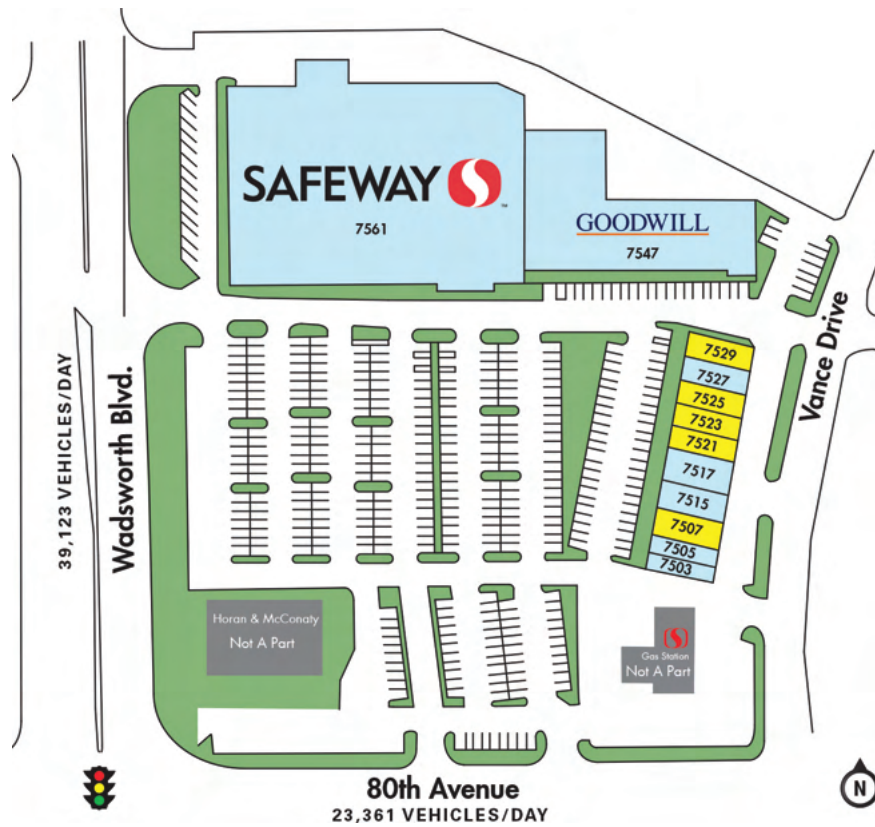 SAFEWAY
™
7561
GOODWILL
7547
Vance Drive
7529
7527
7525
7523
7521
7517
7515
7507
7505
7503
39,123 VEHICLES/DAY
Wadsworth Blvd.
Horan & McConaty
Not A Part
Gas Station
Not A Part
80th Avenue
23,361 VEHICLES/DAY
N